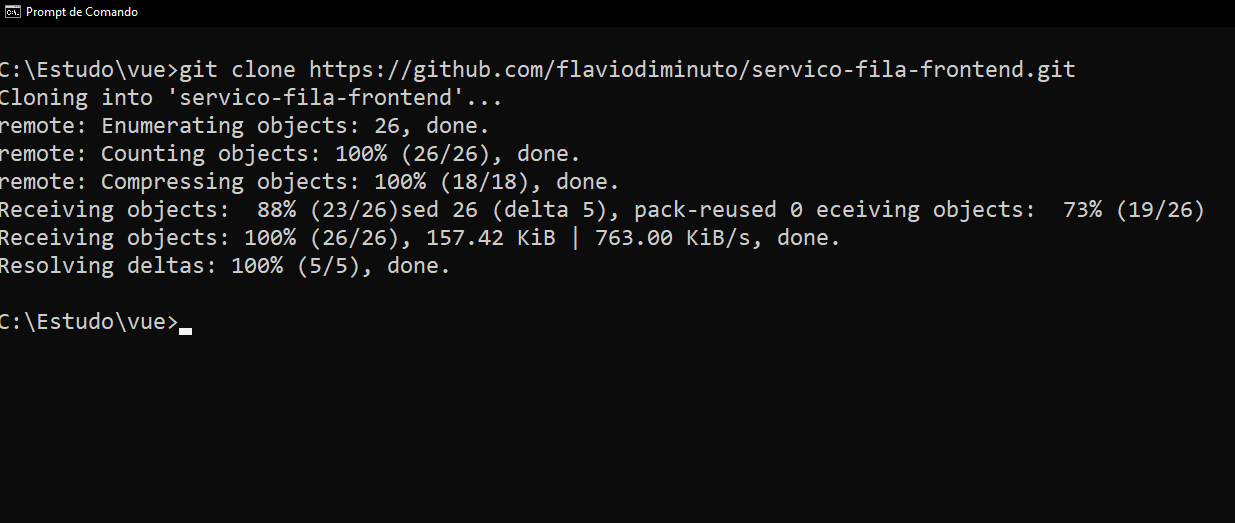 Prompt de Comando
C:\Estudo\vue>git clone https://github.com/flaviodiminuto/servico-fila-frontend.git
Cloning into 'servico-fila-frontend'...
remote: Enumerating objects: 26, done.
remote: Counting objects: 100% (26/26), done.
remote: Compressing objects: 100% (18/18), done.
Receiving objects:  88% (23/26)sed 26 (delta 5), pack-reused 0 eceiving objects:  73% (19/26)
Receiving objects: 100% (26/26), 157.42 KiB | 763.00 KiB/s, done.
Resolving deltas: 100% (5/5), done.
C:\Estudo\vue>